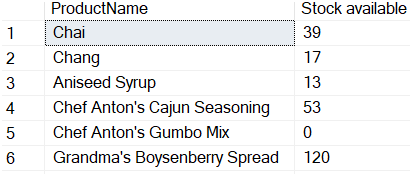 ProductName Stock available
1 Chai 39
2 Chang 17
3 Aniseed Syrup 13
4 Chef Anton's Cajun Seasoning 53
5 Chef Anton's Gumbo Mix 0
6 Grandma's Boysenberry Spread 120